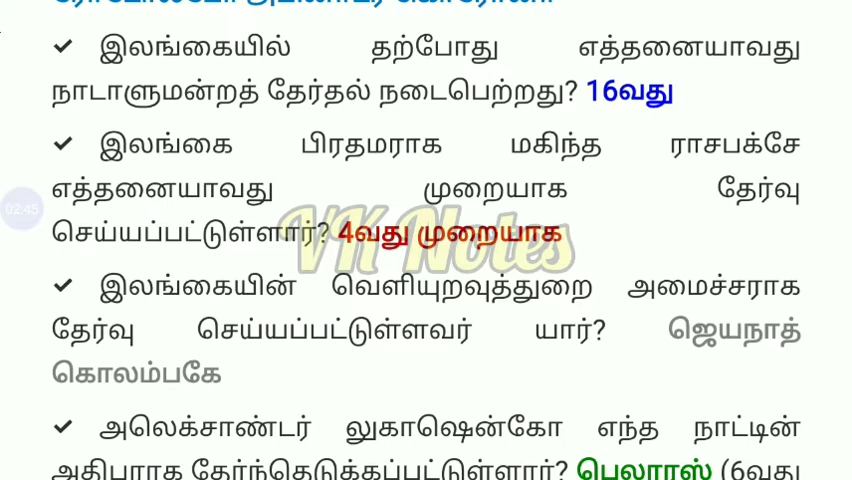 ✓ இலங்கையில் தற்போது எத்தனையாவது
நாடாளுமன்றத் தேர்தல் நடைபெற்றது? 16வது
✓ இலங்கை பிரதமராக மகிந்த ராசபக்சே
எத்தனையாவது முறையாக தேர்வு
02:45
செய்யப்பட்டுள்ளார்? 4வது முறையாக
VK Notes
✓ இலங்கையின் வெளியுறவுத்துறை அமைச்சராக
தேர்வு செய்யப்பட்டுள்ளவர் யார்? ஜெயநாத்
கொலம்பகே
✓ அலெக்சாண்டர் லுகாஷென்கோ எந்த நாட்டின்
அதிபராக தேர்ந்தெடுக்கப்பட்டுள்ளார்? பெலாரஸ் (6வது